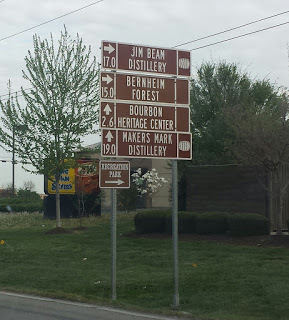 JIM BEAM
17.0 DISTILLERY
BERNHEIM
15.0 FOREST
BOURBON
2.6 HERITAGE CENTER
MAKERS MARK
19.0 DISTILLERY
RECREATION
PARK